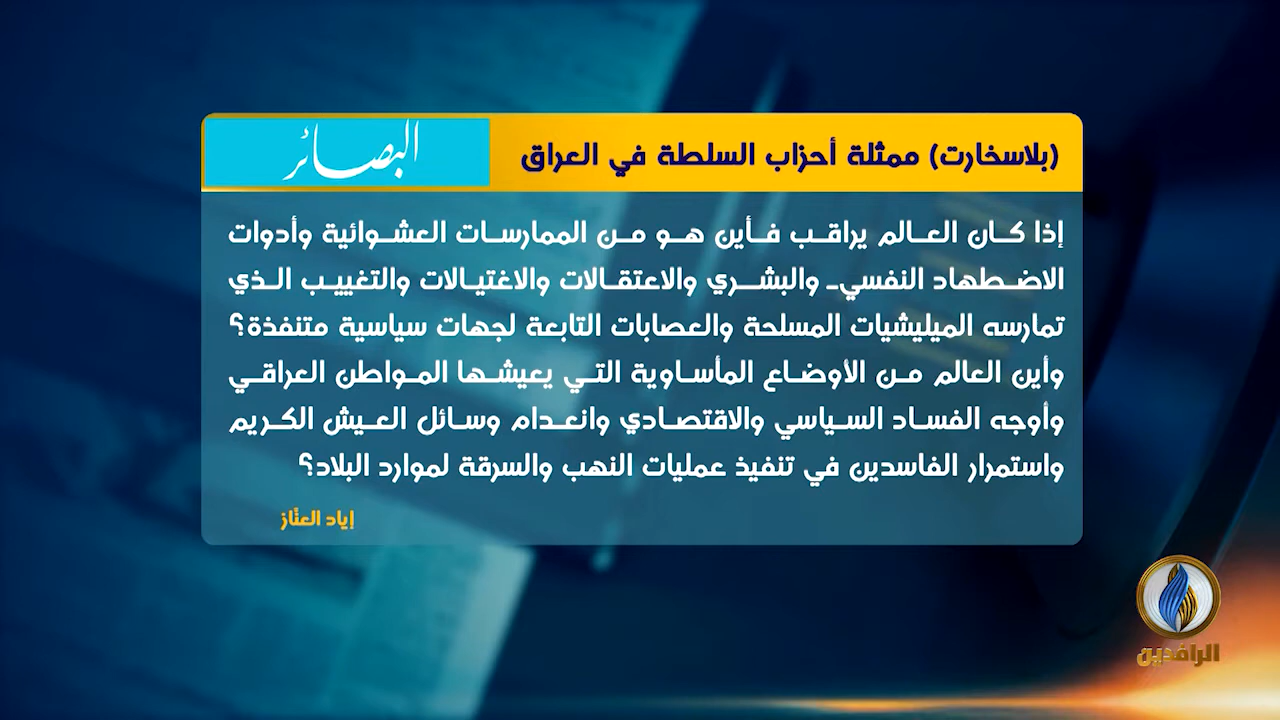 (بلاسخارت) ممثلة أحزاب السلطة في العراق
البصائر
إذا كان العالم يراقب فأين هو من الممارسات العشوائية وأدوات
الاضطهاد النفسي والبشري والاعتقالات والاغتيالات والتغييب الذي
تمارسه الميليشيات المسلحة والعصابات التابعة لجهات سياسية متنفذة؟
وأين العالم من الأوضاع المأساوية التي يعيشها المواطن العراقي
وأوجه الفساد السياسي والاقتصادي وانعدام وسائل العيش الكريم
واستمرار الفاسدين في تنفيذ عمليات النهب والسرقة لموارد البلاد؟
إياد العنّاز
الرافدين